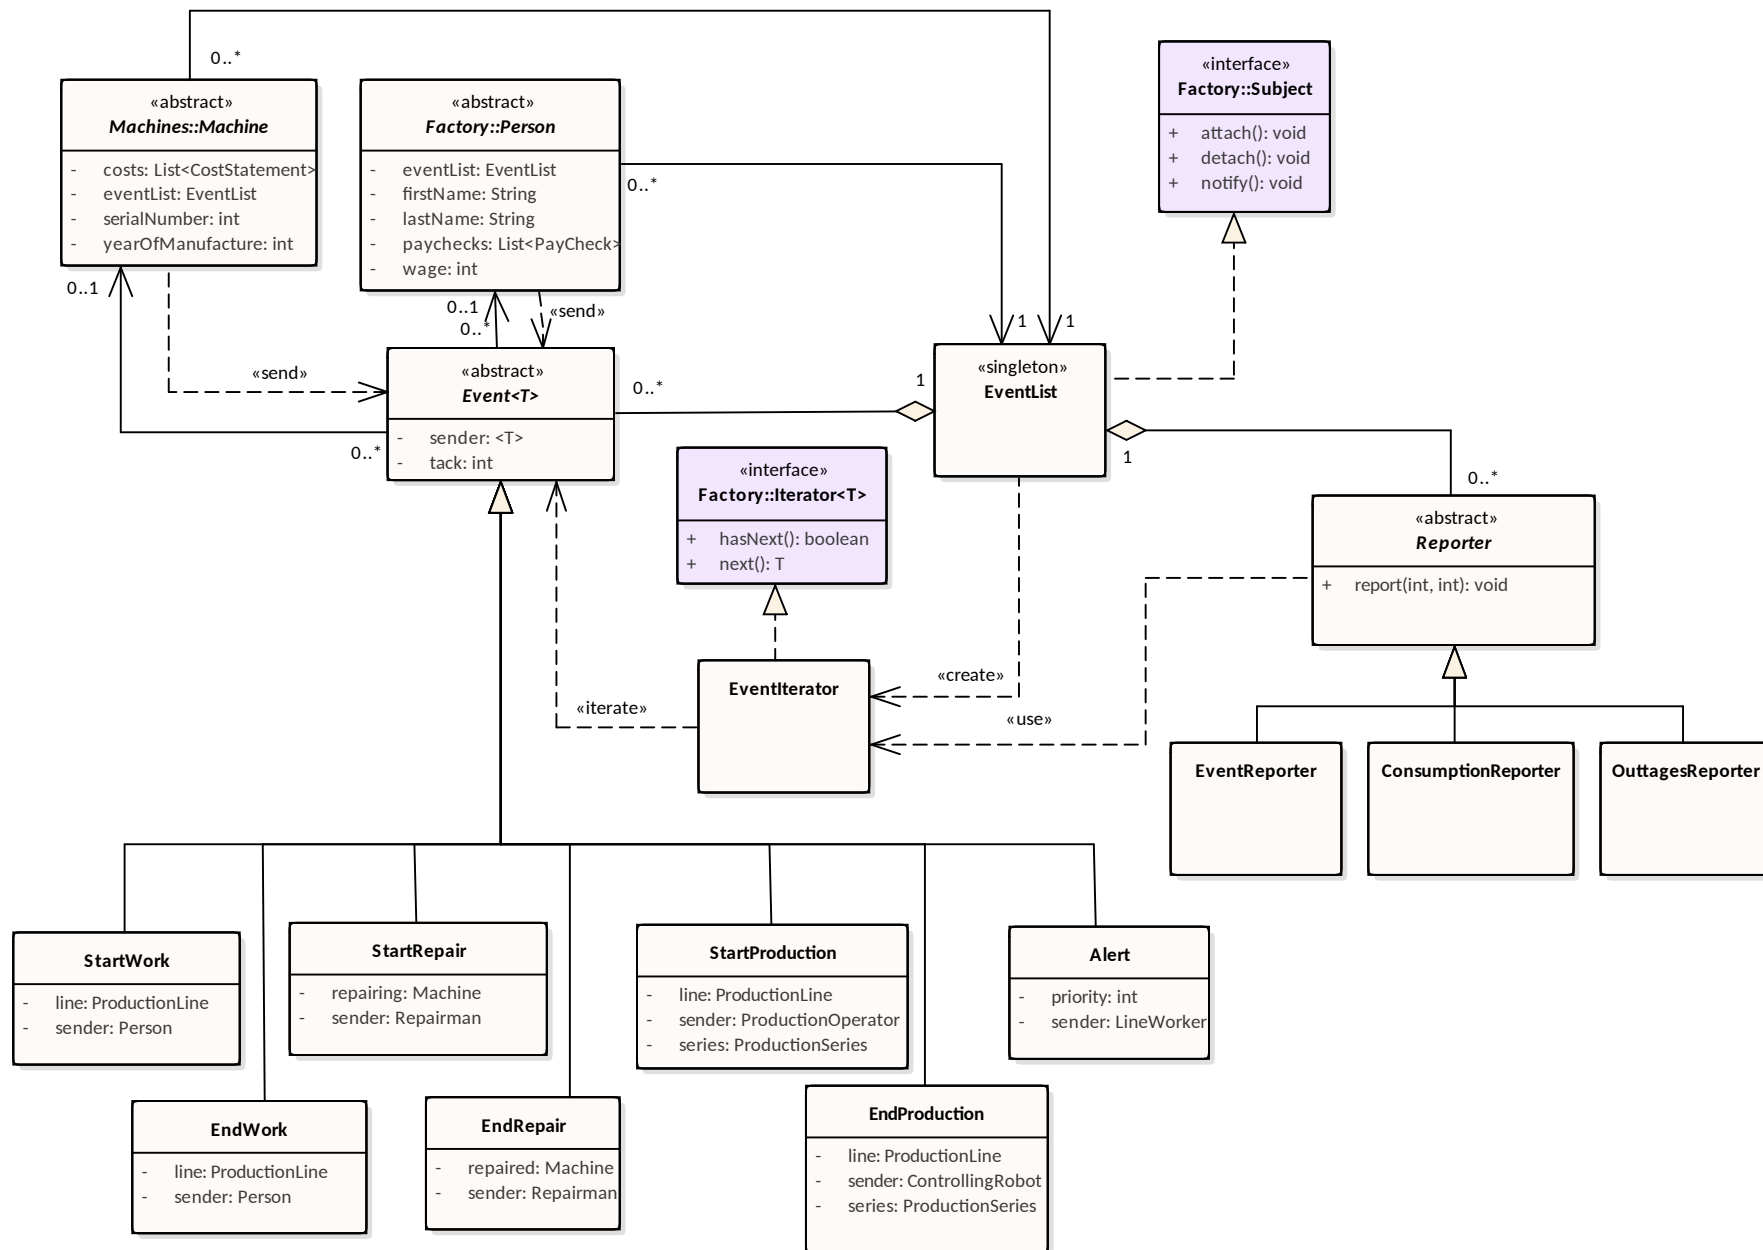 0..*
«abstract»
Machines::Machine
- costs: List<CostStatement>
- eventList: EventList
- serialNumber: int
- yearOfManufacture: int
«abstract»
Factory::Person
- eventList: EventList
- firstName: String
- lastName: String
- paychecks: List<PayCheck>
- wage: int
«interface»
Factory::Subject
+ attach(): void
+ detach(): void
+ notify(): void
0..*
0..1
0..1
0..*
«send»
1
1
«send»
«abstract»
Event<T>
- sender: <T>
- tack: int
0..*
0..*
1
«singleton»
EventList
1
0..*
«interface»
Factory::Iterator<T>
+ hasNext(): boolean
+ next(): T
«abstract»
Reporter
+ report(int, int): void
EventIterator
«create»
«iterate»
«use»
EventReporter
ConsumptionReporter
OuttagesReporter
StartWork
- line: ProductionLine
- sender: Person
StartRepair
- repairing: Machine
- sender: Repairman
StartProduction
- line: ProductionLine
- sender: ProductionOperator
- series: ProductionSeries
Alert
- priority: int
- sender: LineWorker
EndWork
- line: ProductionLine
- sender: Person
EndRepair
- repaired: Machine
- sender: Repairman
EndProduction
- line: ProductionLine
- sender: ControllingRobot
- series: ProductionSeries